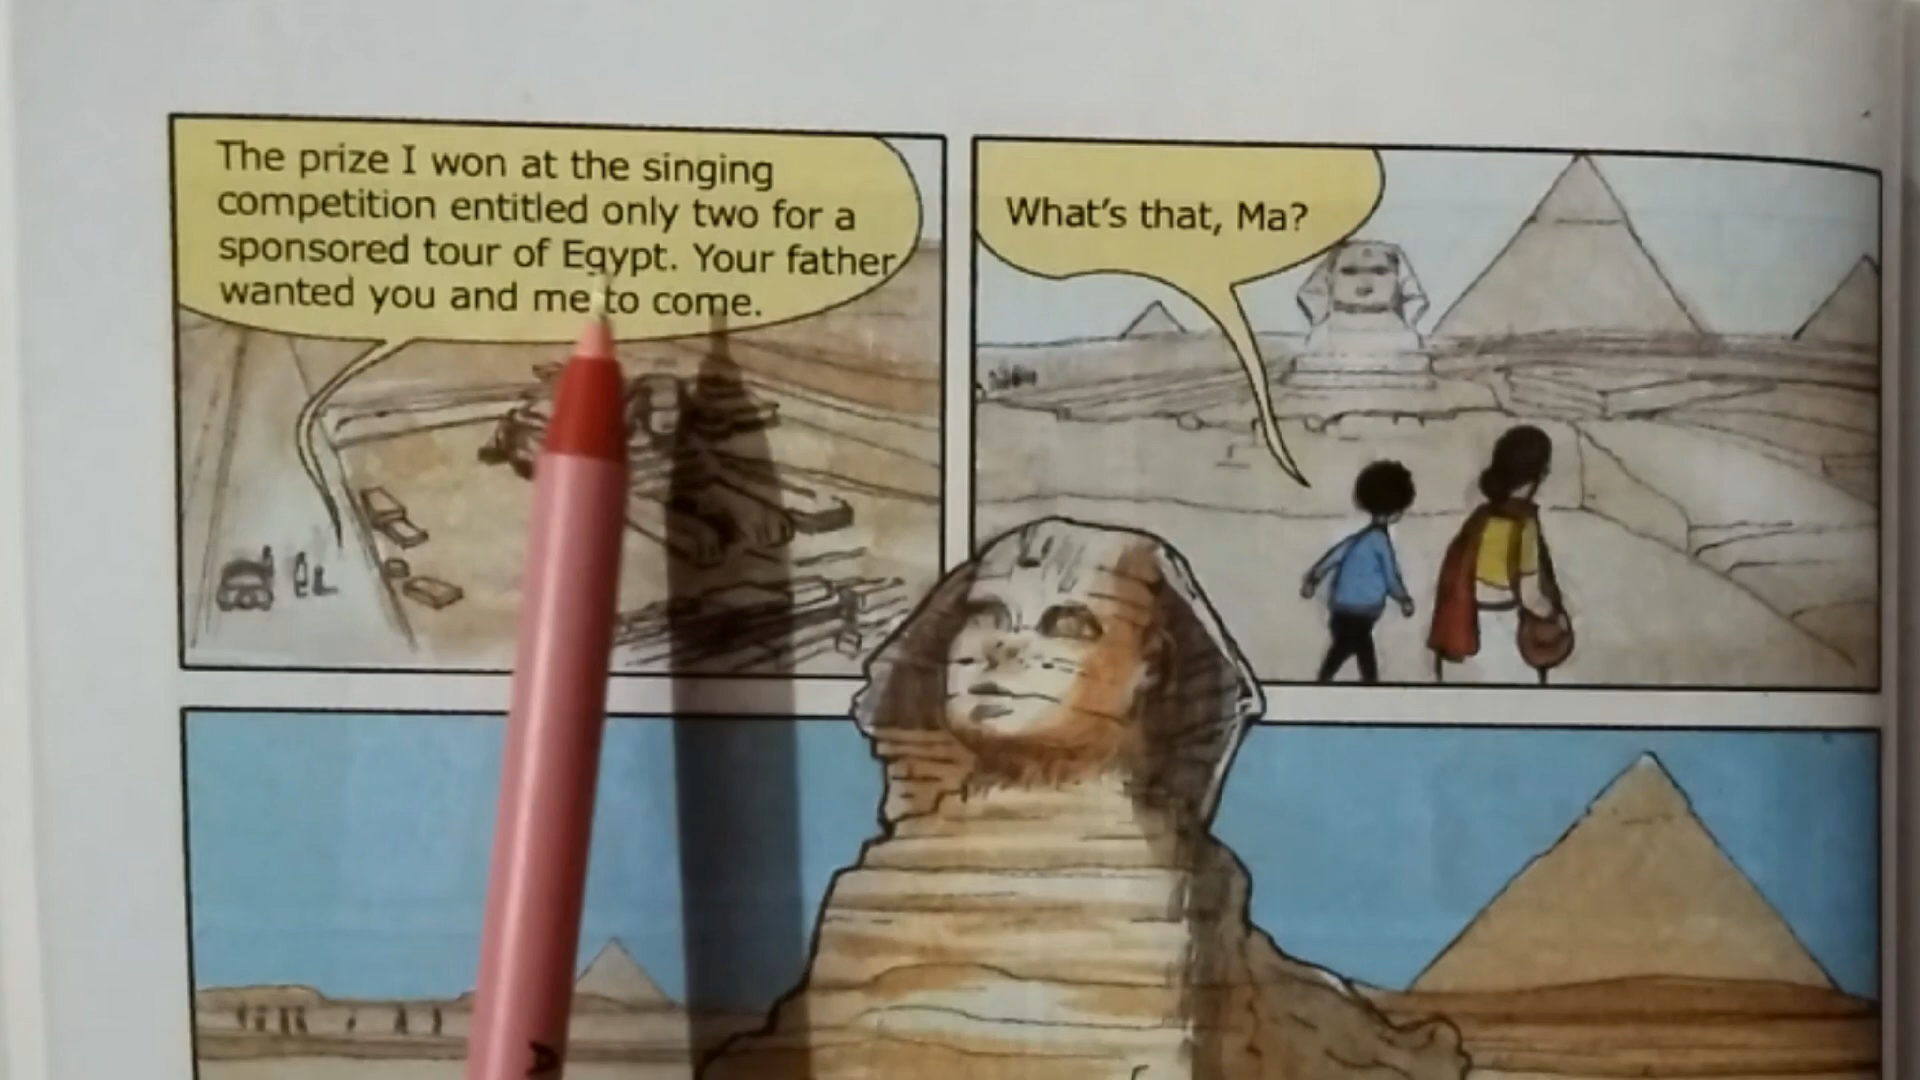 The prize I won at the singing
competition entitled only two for a
sponsored tour of Egypt. Your father
wanted you and me to come.
What's that, Ma?